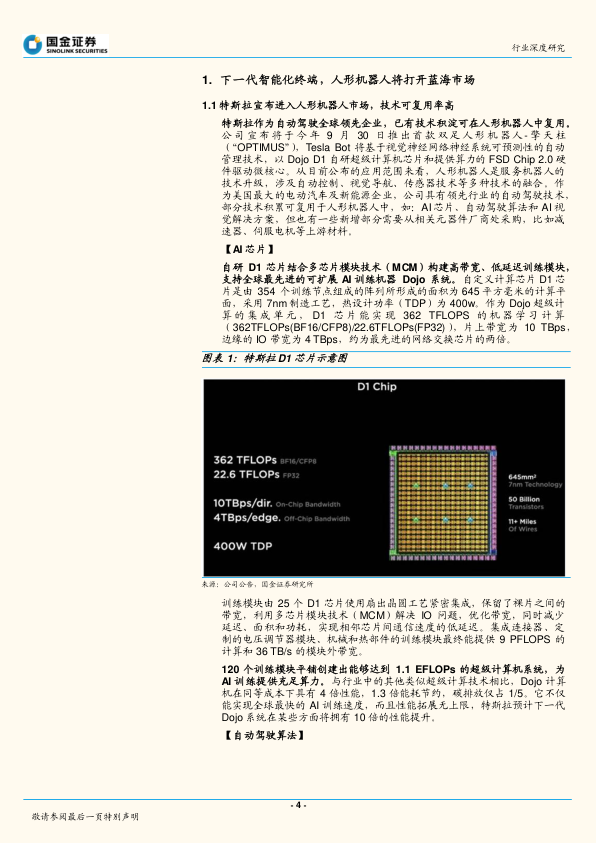 国金证券
SINOLINK SECURITIES
行业深度研究
1. 下一代智能化终端，人形机器人将打开蓝海市场
1.1 特斯拉宣布进入人形机器人市场，技术可复用率高
特斯拉作为自动驾驶全球领先企业，已有技术积淀可在人形机器人中复用。
公司宣布将于今年 9 月 30 日推出首款双足人形机器人-擎天柱
（“OPTIMUS”），Tesla Bot 将基于视觉神经网络神经系统可预测性的自动
管理技术，以 Dojo D1 自研超级计算机芯片和提供算力的 FSD Chip 2.0 硬
件驱动微核心。从目前公布的应用范围来看，人形机器人是服务机器人的
技术升级，涉及自动控制、视觉导航、传感器技术等多种技术的融合。作
为美国最大的电动汽车及新能源企业，公司具有领先行业的自动驾驶技术，
部分技术积累可复用于人形机器人中，如：AI 芯片、自动驾驶算法和 AI 视
觉解决方案，但也有一些新增部分需要从相关元器件厂商处采购，比如减
速器、伺服电机等上游材料。
【AI 芯片】
自研 D1 芯片结合多芯片模块技术（MCM）构建高带宽、低延迟训练模块，
支持全球最先进的可扩展 AI 训练机器 Dojo 系统。自定义计算芯片 D1 芯
片是由 354 个训练节点组成的阵列所形成的面积为 645 平方毫米的计算平
面，采用 7nm 制造工艺，热设计功率（TDP）为 400w。作为 Dojo 超级计
算的集成单元，D1 芯片能实现 362 TFLOPS 的机器学习计算
（362TFLOPs(BF16/CFP8)/22.6TFLOPs(FP32)），片上带宽为 10 TBps，
边缘的 IO 带宽为 4 TBps，约为最先进的网络交换芯片的两倍。
图表 1：特斯拉 D1 芯片示意图
D1 Chip
362 TFLOPs BF16/CFP8
22.6 TFLOPs FP32
10TBps/dir. On-Chip Bandwidth
4TBps/edge. Off-Chip Bandwidth
400W TDP
645mm²
7nm Technology
50 Billion
Transistors
11+ Miles
Of Wires
来源：公司公告，国金证券研究所
训练模块由 25 个 D1 芯片使用扇出晶圆工艺紧密集成，保留了裸片之间的
带宽，利用多芯片模块技术（MCM）解决 IO 问题，优化带宽，同时减少
延迟、面积和功耗，实现相邻芯片间通信速度的低延迟。集成连接器、定
制的电压调节器模块、机械和热部件的训练模块最终能提供 9 PFLOPS 的
计算和 36 TB/s 的模块外带宽。
120 个训练模块平铺创建出能够达到 1.1 EFLOPs 的超级计算机系统，为
AI 训练提供充足算力。与行业中的其他类似超级计算技术相比，Dojo 计算
机在同等成本下具有 4 倍性能，1.3 倍能耗节约，碳排放仅占 1/5。它不仅
能实现全球最快的 AI 训练速度，而且性能拓展无上限，特斯拉预计下一代
Dojo 系统在某些方面将拥有 10 倍的性能提升。
【自动驾驶算法】
- 4 -
敬请参阅最后一页特别声明